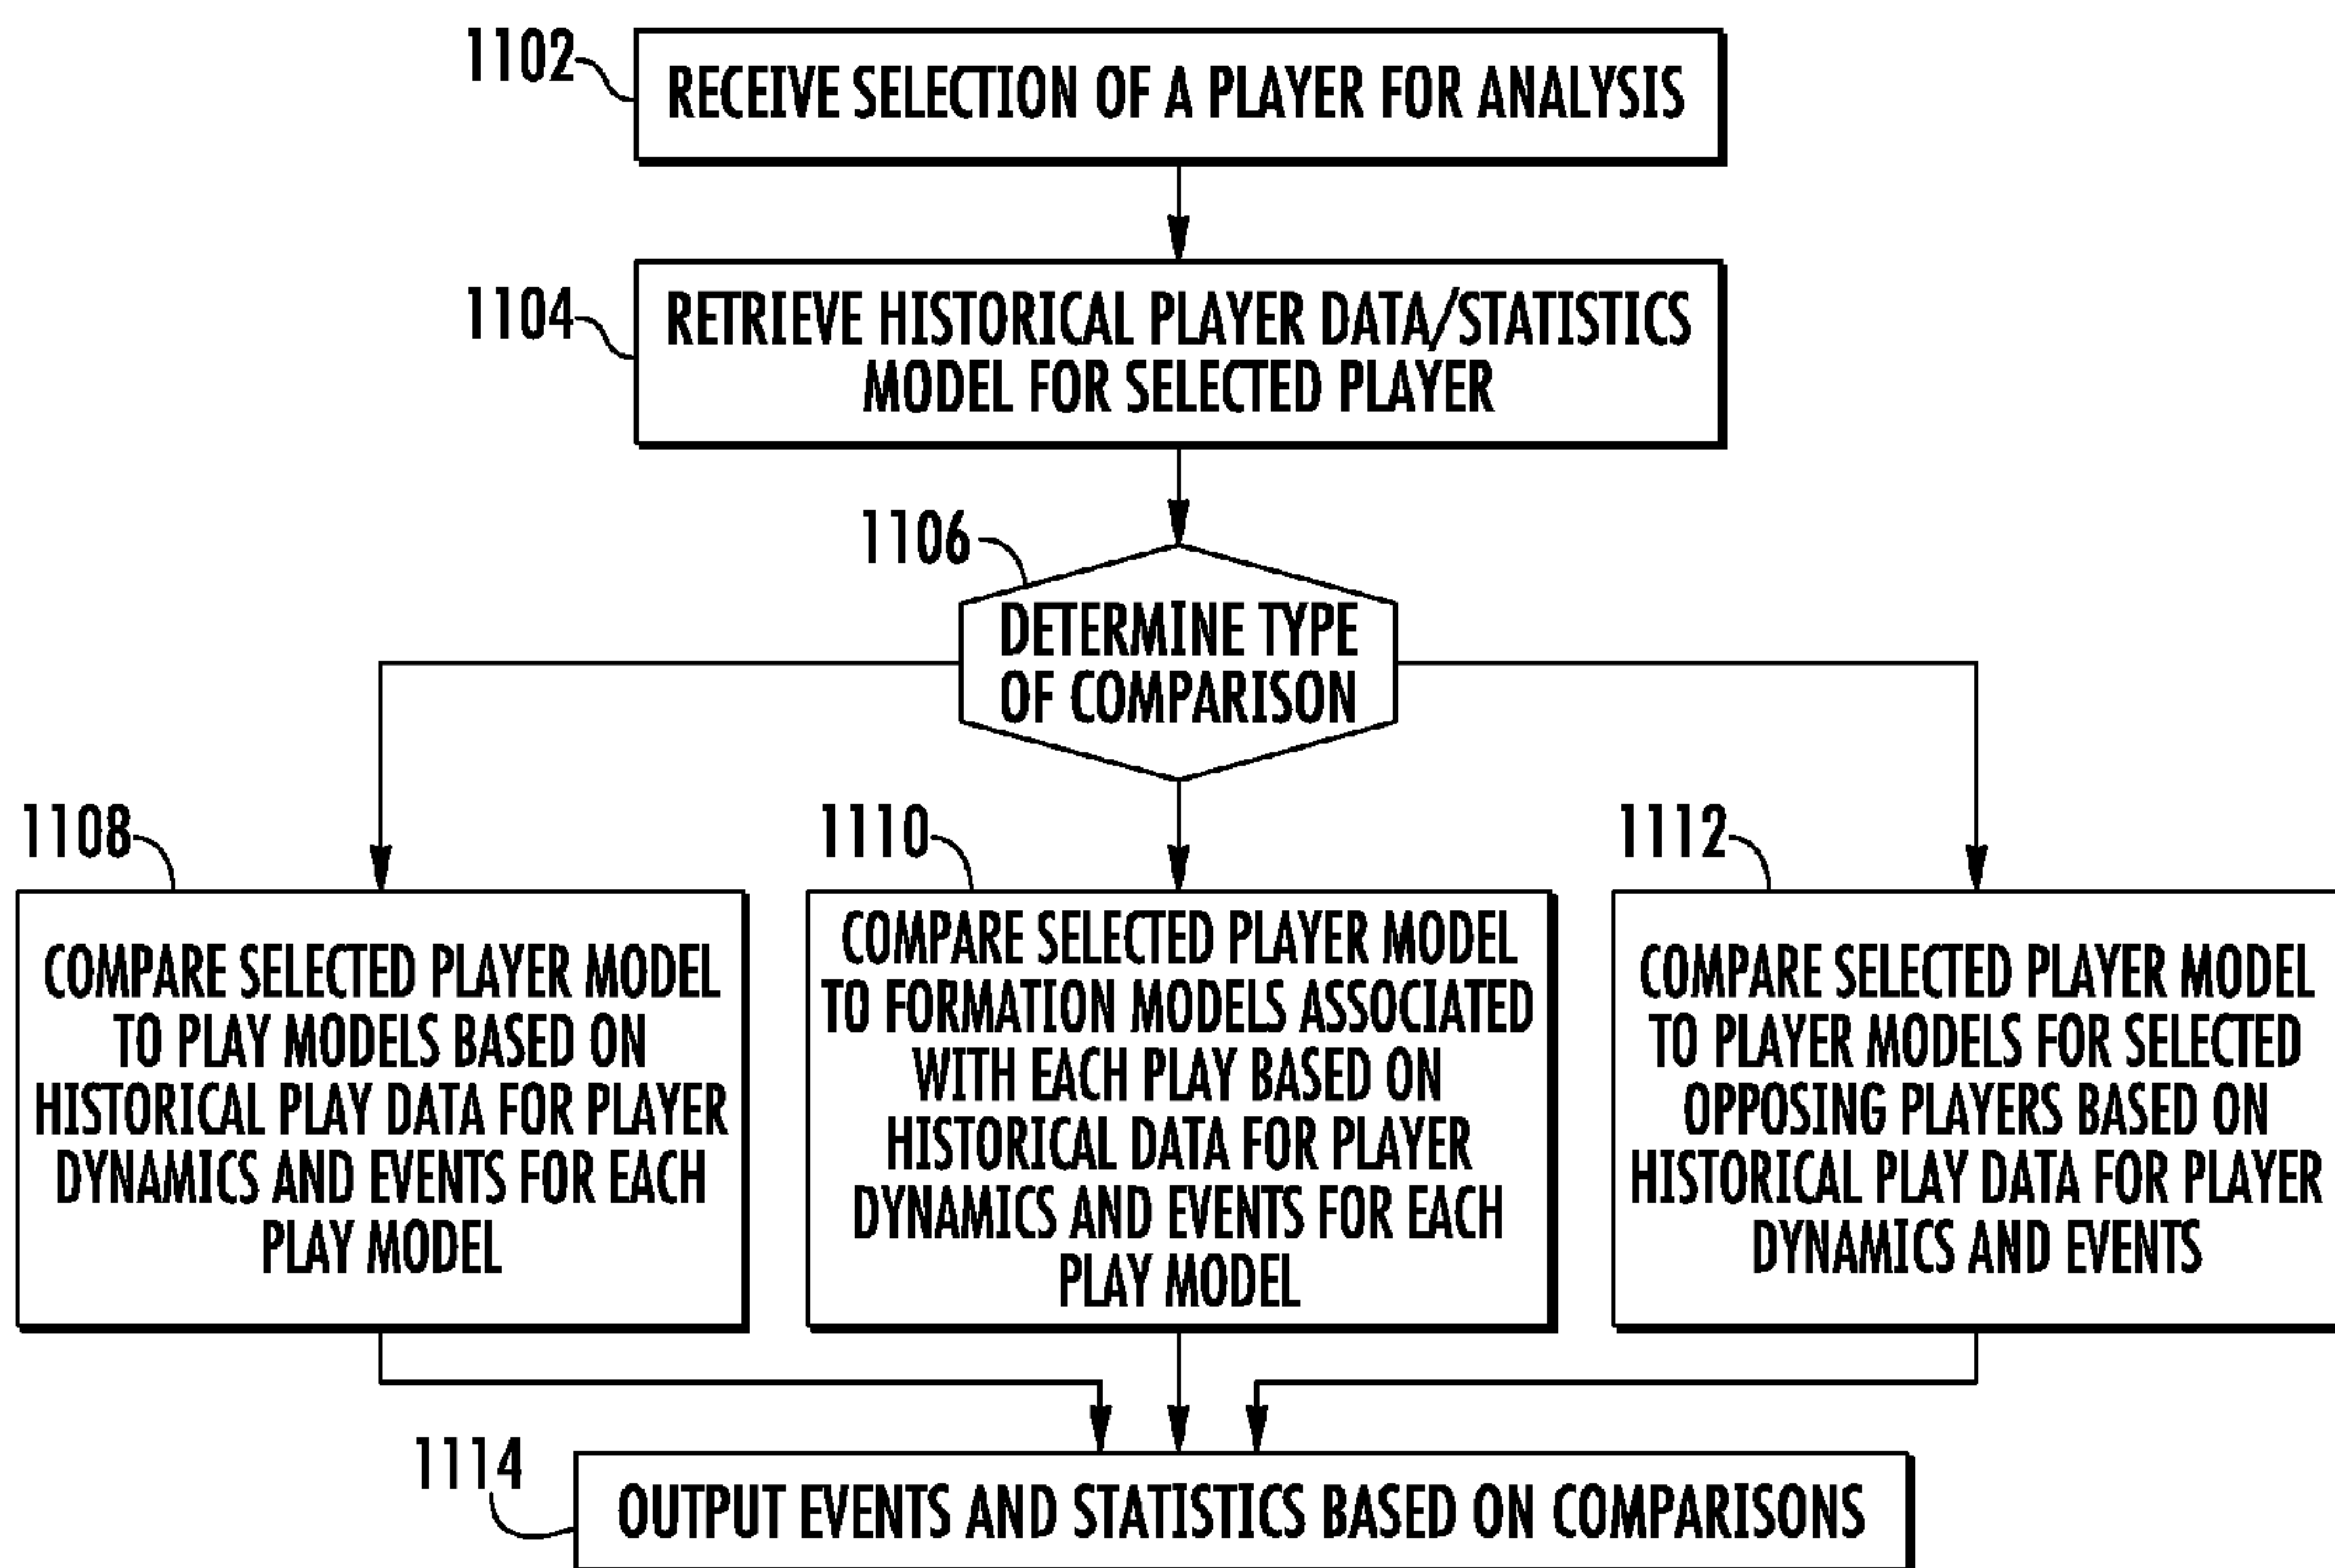 1102
RECEIVE SELECTION OF A PLAYER FOR ANALYSIS
1104
RETRIEVE HISTORICAL PLAYER DATA/STATISTICS
MODEL FOR SELECTED PLAYER
1106
DETERMINE TYPE
OF COMPARISON
1108
COMPARE SELECTED PLAYER MODEL
TO PLAY MODELS BASED ON
HISTORICAL PLAY DATA FOR PLAYER
DYNAMICS AND EVENTS FOR EACH
PLAY MODEL
1110
COMPARE SELECTED PLAYER MODEL
TO FORMATION MODELS ASSOCIATED
WITH EACH PLAY BASED ON
HISTORICAL DATA FOR PLAYER
DYNAMICS AND EVENTS FOR EACH
PLAY MODEL
1112
COMPARE SELECTED PLAYER MODEL
TO PLAYER MODELS FOR SELECTED
OPPOSING PLAYERS BASED ON
HISTORICAL PLAY DATA FOR PLAYER
DYNAMICS AND EVENTS
1114
OUTPUT EVENTS AND STATISTICS BASED ON COMPARISONS